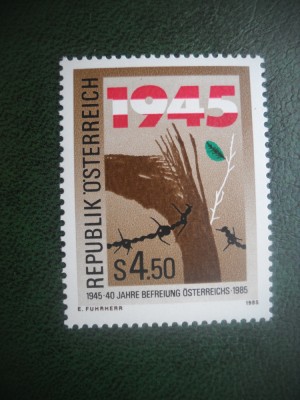 1945
REPUBLIK ÖSTERREICH
S4.50
1945·40 JAHRE BEFREIUNG ÖSTERREICHS·1985
E. FUHRHERR
1985